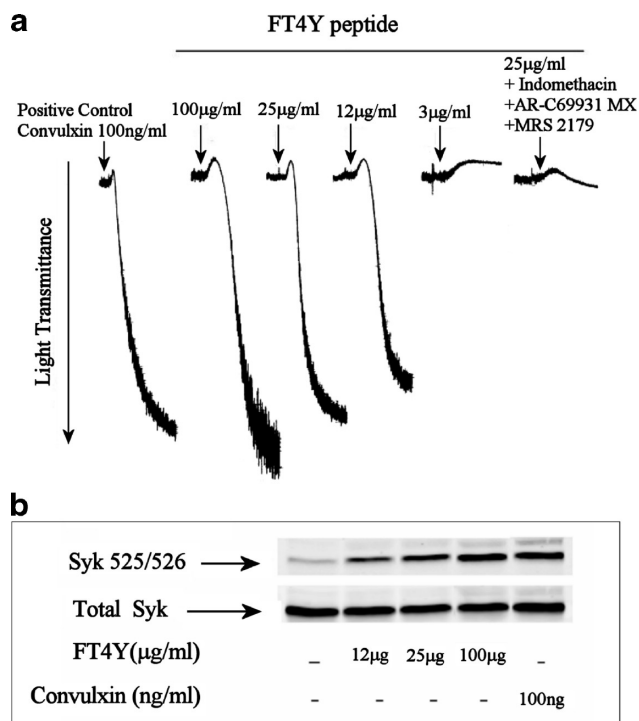 a
FT4Y peptide
Positive Control
Convulxin 100ng/ml
100µg/ml
25µg/ml
12µg/ml
3µg/ml
25µg/ml
+ Indomethacin
+AR-C69931 MX
+MRS 2179
Light Transmittance
b
Syk 525/526
Total Syk
FT4Y(µg/ml) – 12µg 25µg 100µg –
Convulxin (ng/ml) - - - - 100ng